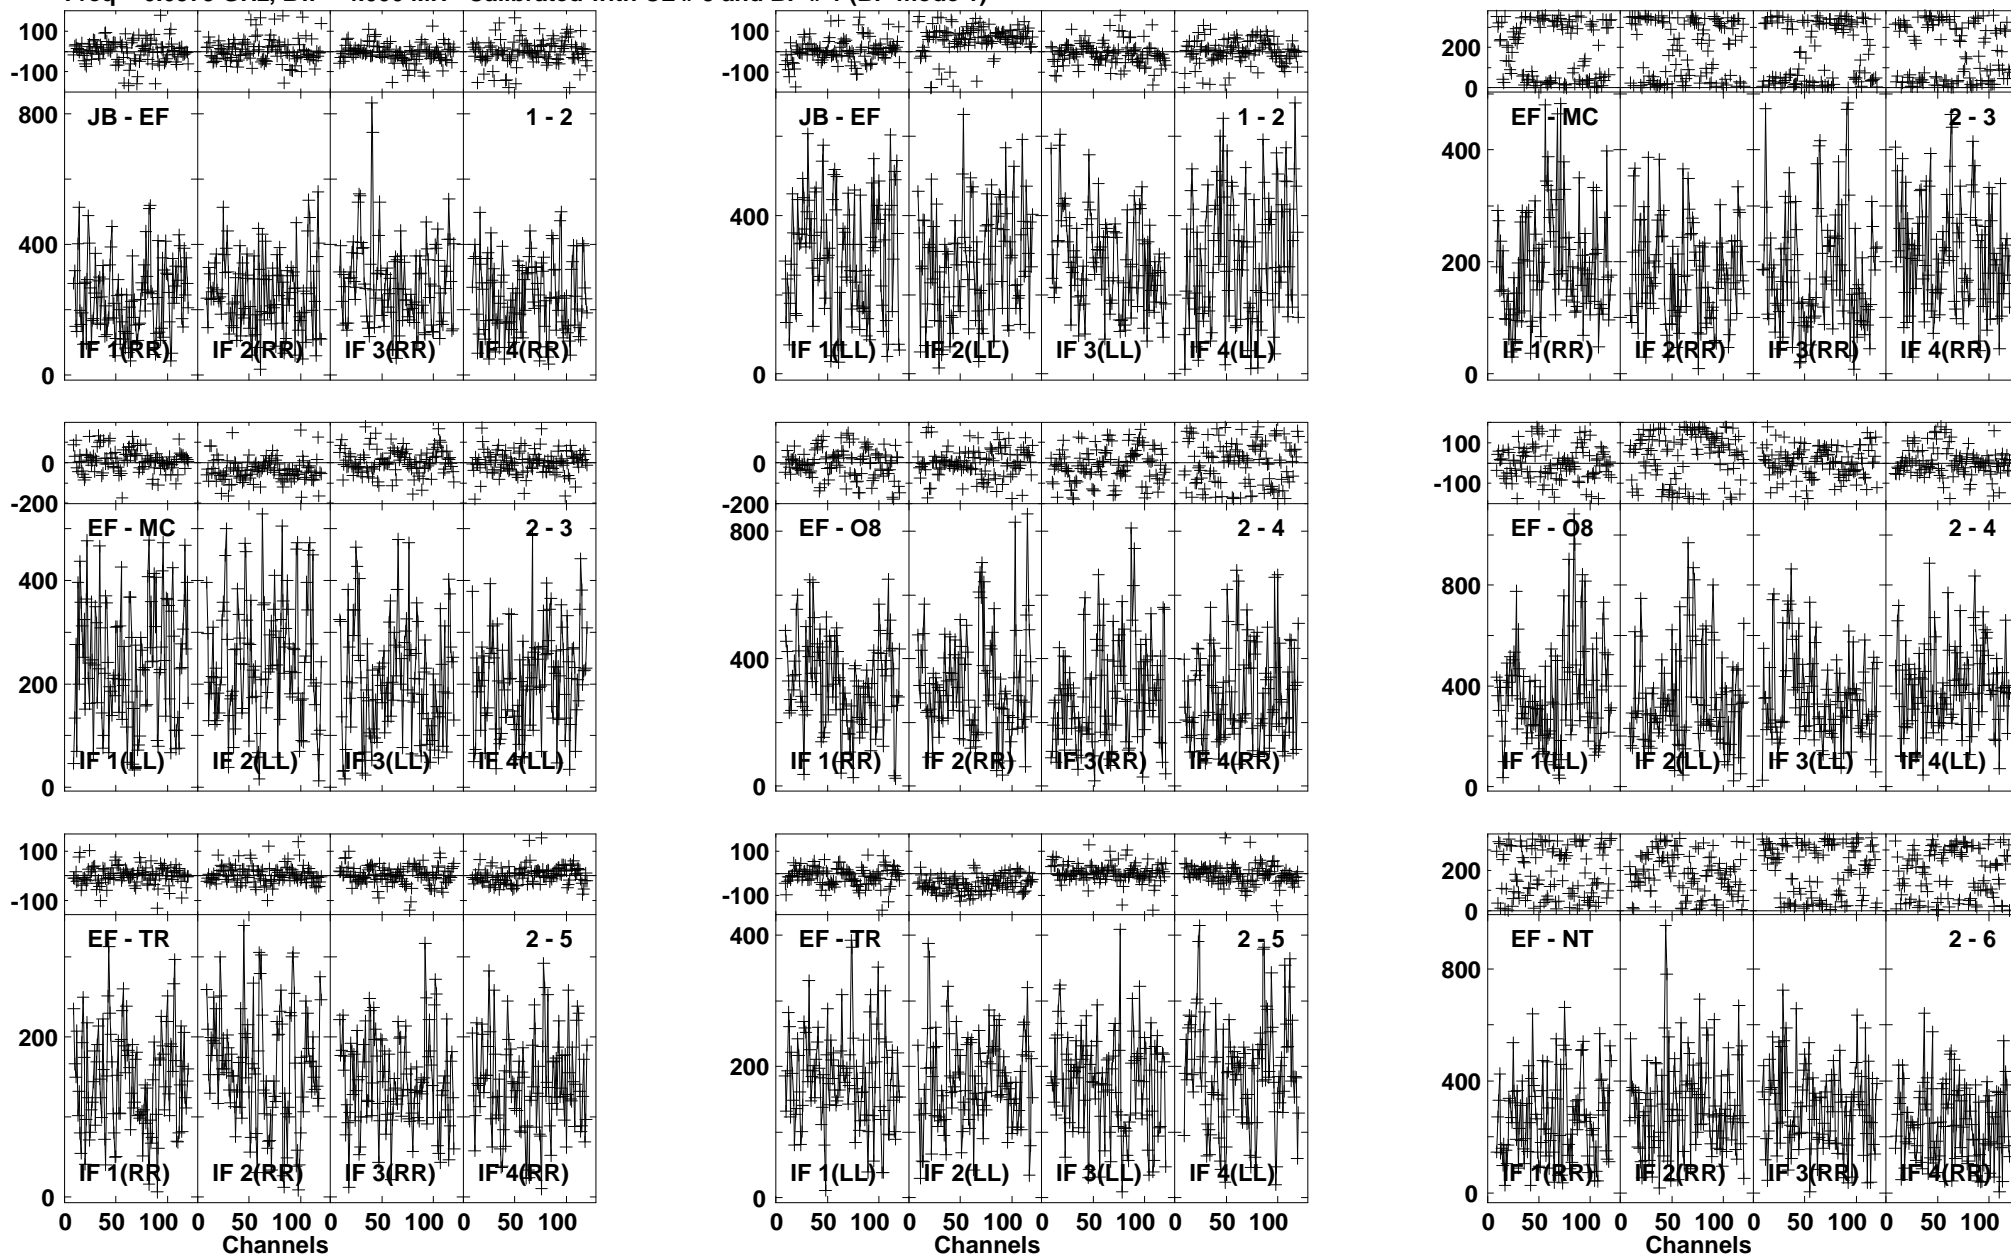 100 100 200
-100 -100 0
JB - EF 1 - 2 JB - EF 1 - 2 EF - MC 2 - 3
800
400
0
400
0
400
200
0
IF 1(RR) IF 2(RR) IF 3(RR) IF 4(RR) IF 1(LL) IF 2(LL) IF 3(LL) IF 4(LL) IF 1(RR) IF 2(RR) IF 3(RR) IF 4(RR)
0 0 100
-200 -200 -100
EF - MC 2 - 3 EF - O8 2 - 4 EF - O8 2 - 4
400
200
0
800
400
0
800
400
0
IF 1(LL) IF 2(LL) IF 3(LL) IF 4(LL) IF 1(RR) IF 2(RR) IF 3(RR) IF 4(RR) IF 1(LL) IF 2(LL) IF 3(LL) IF 4(LL)
100 100 200
-100 -100 0
EF - TR 2 - 5 EF - TR 2 - 5 EF - NT 2 - 6
200
0
400
200
0
800
400
0
IF 1(RR) IF 2(RR) IF 3(RR) IF 4(RR) IF 1(LL) IF 2(LL) IF 3(LL) IF 4(LL) IF 1(RR) IF 2(RR) IF 3(RR) IF 4(RR)
0 50 100 0 50 100 0 50 100 0 50 100 0 50 100 0 50 100 0 50 100 0 50 100 0 50 100 0 50 100 0 50 100 0 50 100
Channels Channels Channels